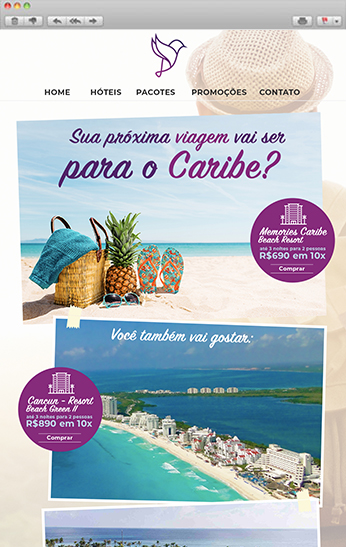 HOME HÓTEIS PACOTES PROMOÇÕES CONTATO
Sua próxima viagem vai ser
para o Caribe?
Memories Caribe
Beach Resort
até 3 noites para 2 pessoas
R$690 em 10x
Comprar
Você também vai gostar:
Cancun - Resort
Beach Green II
até 3 noites para 2 pessoas
R$890 em 10x
Comprar